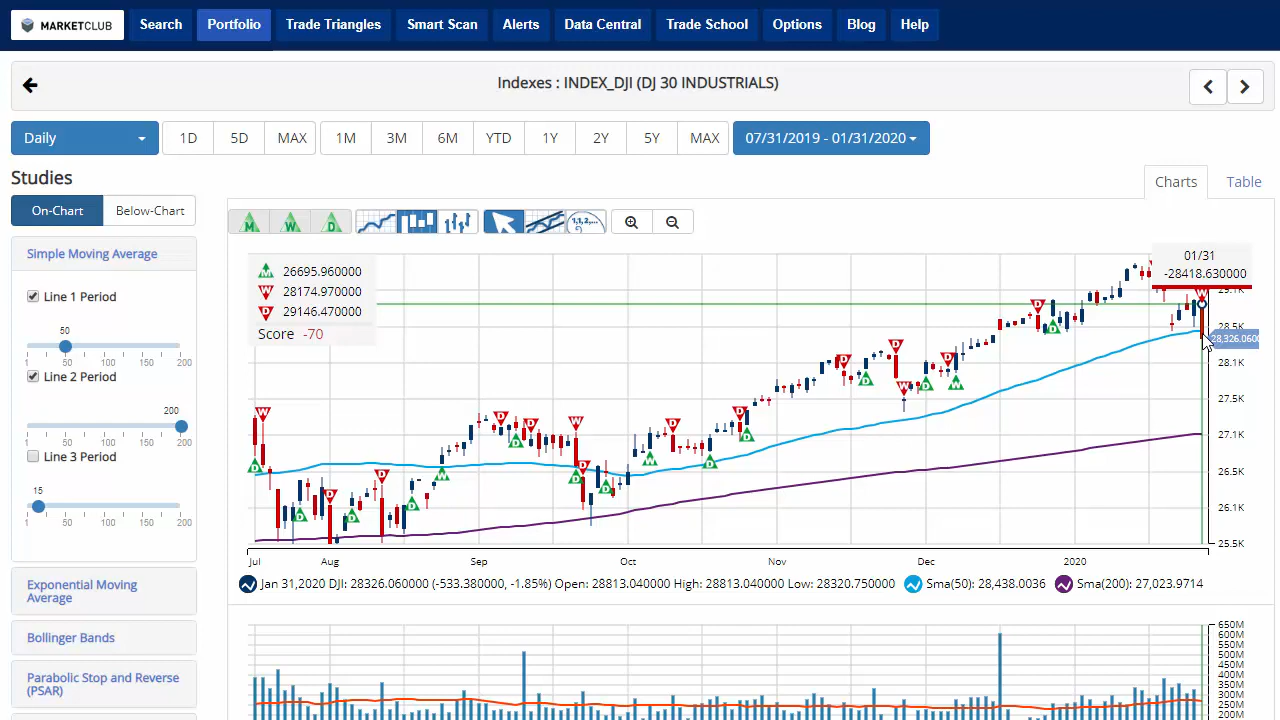 MARKETCLUB Search Portfolio Trade Triangles Smart Scan Alerts Data Central Trade School Options Blog Help
Indexes : INDEX_DJI (DJ 30 INDUSTRIALS)
Daily 1D 5D MAX 1M 3M 6M YTD 1Y 2Y 5Y MAX 07/31/2019 - 01/31/2020
Studies
Charts Table
On-Chart Below-Chart
M W D
Simple Moving Average
Line 1 Period
50
1 50 100 150 200
Line 2 Period
200
1 50 100 150 200
Line 3 Period
15
1 50 100 150 200
Exponential Moving
Average
Bollinger Bands
Parabolic Stop and Reverse
(PSAR)
M 26695.960000
W 28174.970000
D 29146.470000
Score -70
01/31
-28418.630000
29.1K
28.5K
28,326.0600
28.1K
27.5K
27.1K
26.5K
26.1K
25.5K
Jul Aug Sep Oct Nov Dec 2020
Jan 31,2020 DJI: 28326.060000 (-533.380000, -1.85%) Open: 28813.040000 High: 28813.040000 Low: 28320.750000 Sma(50): 28,438.0036 Sma(200): 27,023.9714
650M
600M
550M
500M
450M
400M
350M
300M
250M
200M